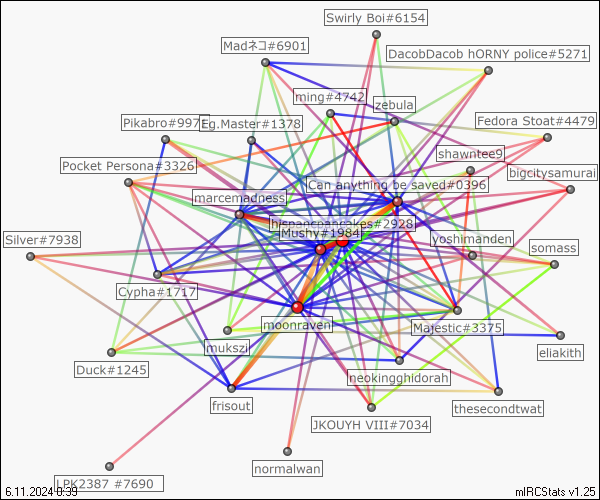 Swirly Boi#6154
Madネコ#6901
DacobDacob hORNY police#5271
ming#4742
zebula
Pikabro#997
Eg.Master#1378
Fedora Stoat#4479
shawntee9
Pocket Persona#3326
bigcitysamurai
Can anything be saved#0396
marcemadness
hispanicpancakes#2928
Mushy#1984
Silver#7938
yoshimanden
somass
Cypha#1717
moonraven
Majestic#3375
mukszi
eliakith
Duck#1245
neokingghidorah
frisout
thesecondtwat
JKOUYH VIII#7034
normalwan
LPK2387 #7690
6.11.2024 0:39
mIRCStats v1.25